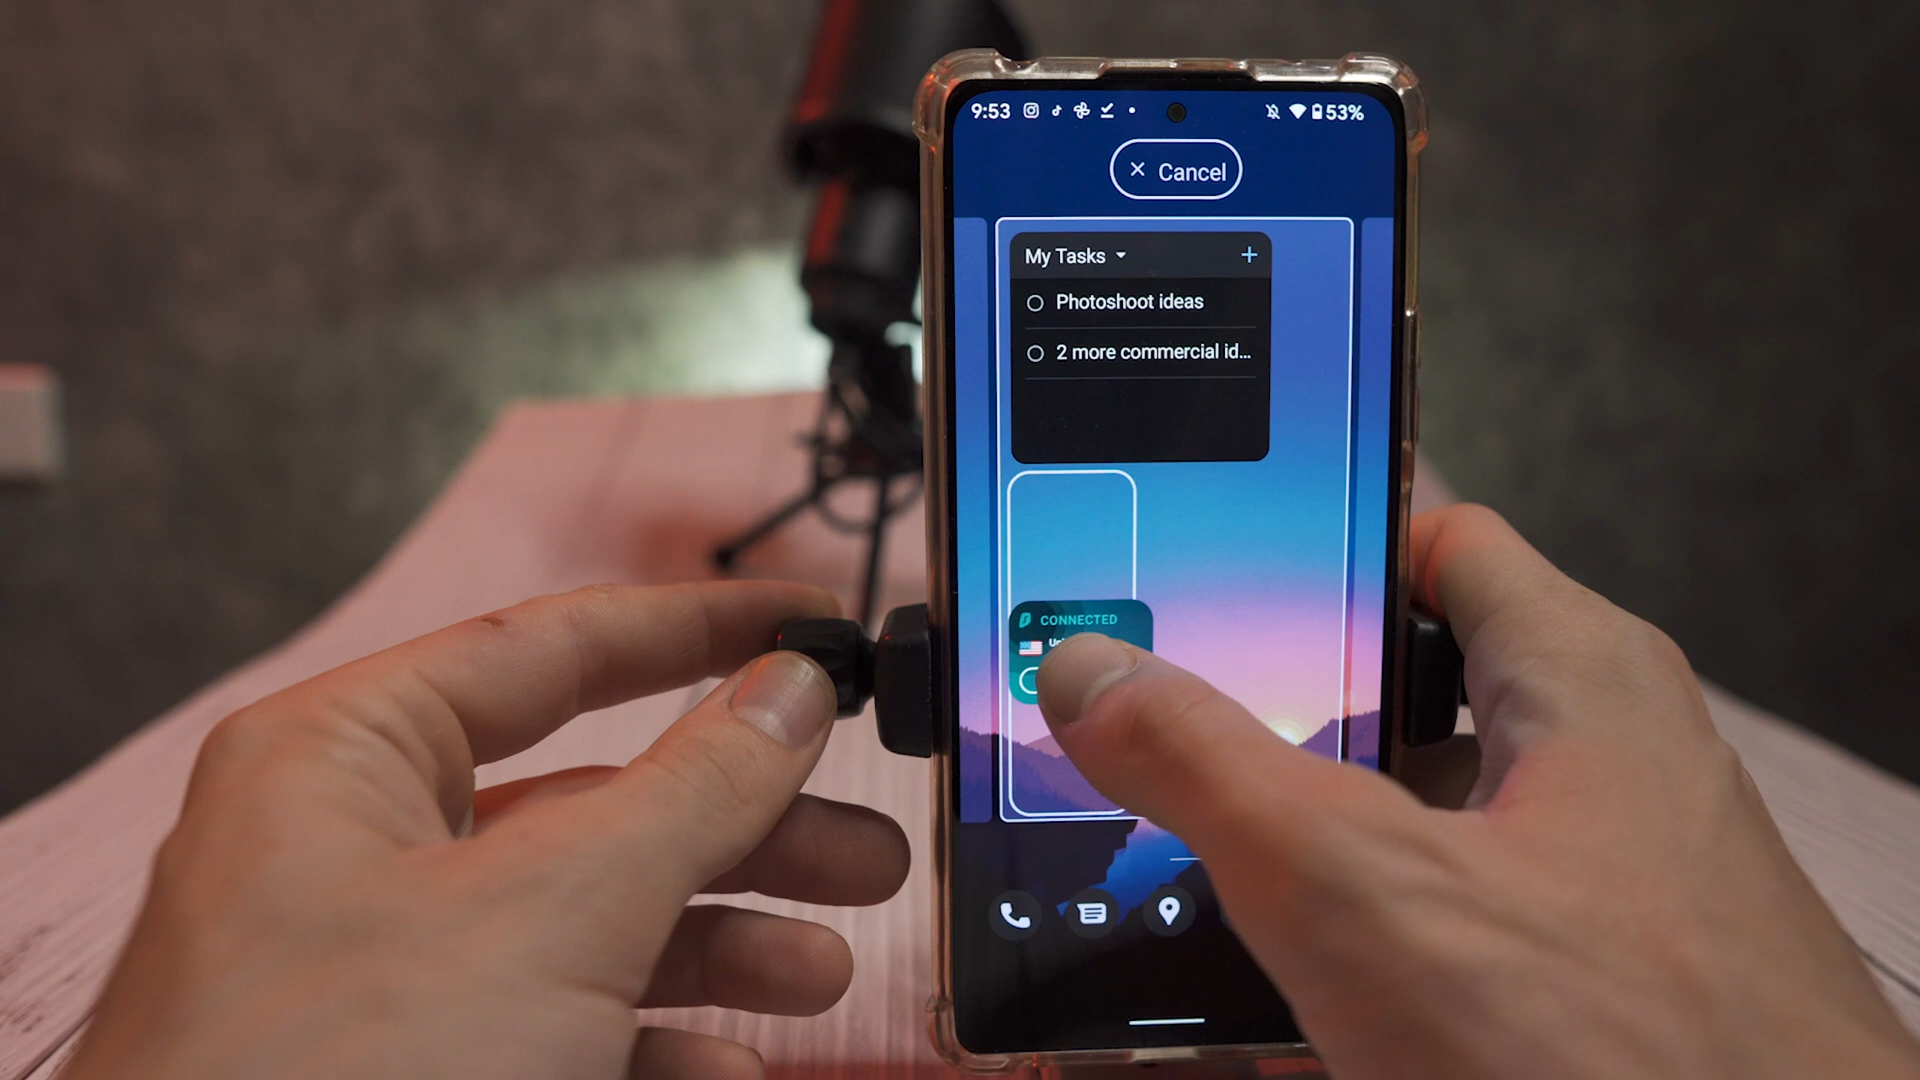 9:53 53%
Cancel
My Tasks
Photoshoot ideas
2 more commercial id...
CONNECTED